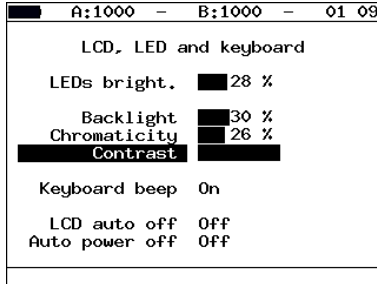 A:1000 – B:1000 – 01 09
LCD, LED and keyboard
LEDs bright. 28 %
Backlight 30 %
Chromaticity 26 %
Contrast
Keyboard beep On
LCD auto off Off
Auto power off Off